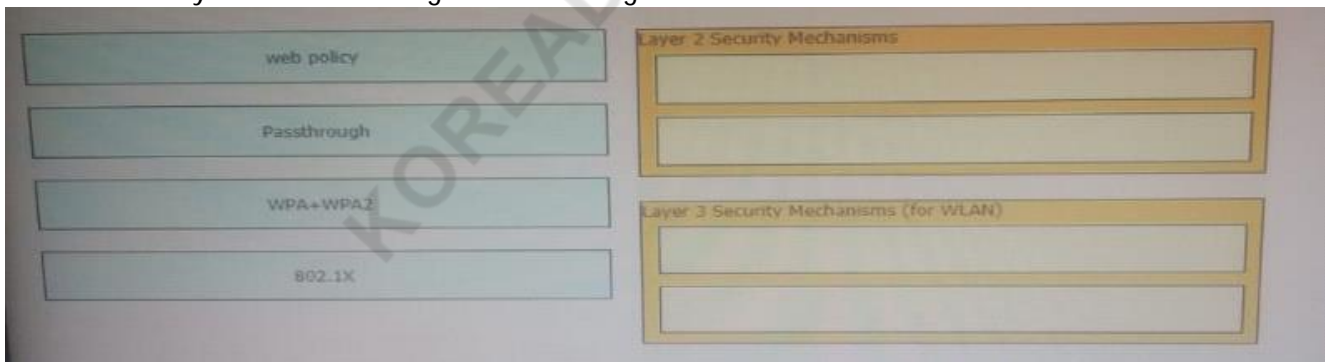 web policy
Passthrough
WPA+WPA2
802.1X
Layer 2 Security Mechanisms
Layer 3 Security Mechanisms (for WLAN)